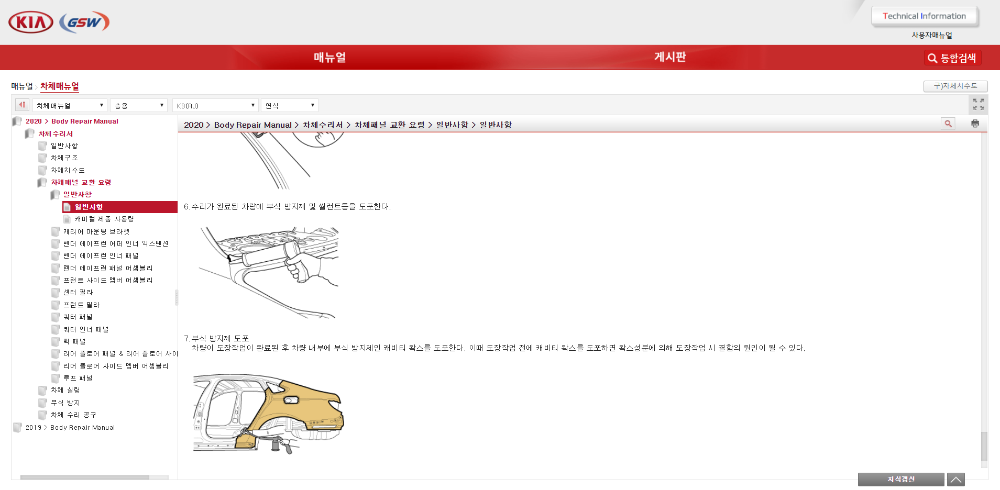 KIA GSW
Technical Information
사용자매뉴얼
매뉴얼
게시판
통합검색
매뉴얼 > 차체매뉴얼
구)자체치수도
차체매뉴얼 ▼
승용 ▼
K9(RJ) ▼
연식 ▼
2020 > Body Repair Manual
차체수리서
일반사항
차체구조
차체치수도
차체패널 교환 요령
일반사항
일반사항
캐미컬 제품 사용량
캐리어 마운팅 브라켓
펜더 에이프런 어퍼 인너 익스텐션
펜더 에이프런 인너 패널
펜더 에이프런 패널 어셈블리
프런트 사이드 멤버 어셈블리
센터 필라
프런트 필라
쿼터 패널
쿼터 인너 패널
백 패널
리어 플로어 패널 & 리어 플로어 사이
리어 플로어 사이드 멤버 어셈블리
루프 패널
차체 실링
부식 방지
차체 수리 공구
2019 > Body Repair Manual
2020 > Body Repair Manual > 차체수리서 > 차체패널 교환 요령 > 일반사항 > 일반사항
6.수리가 완료된 차량에 부식 방지제 및 씰런트등을 도포한다.
7.부식 방지제 도포
차량이 도장작업이 완료된 후 차량 내부에 부식 방지제인 캐비티 왁스를 도포한다. 이때 도장작업 전에 캐비티 왁스를 도포하면 왁스성분에 의해 도장작업 시 결함의 원인이 될 수 있다.
지식갱신